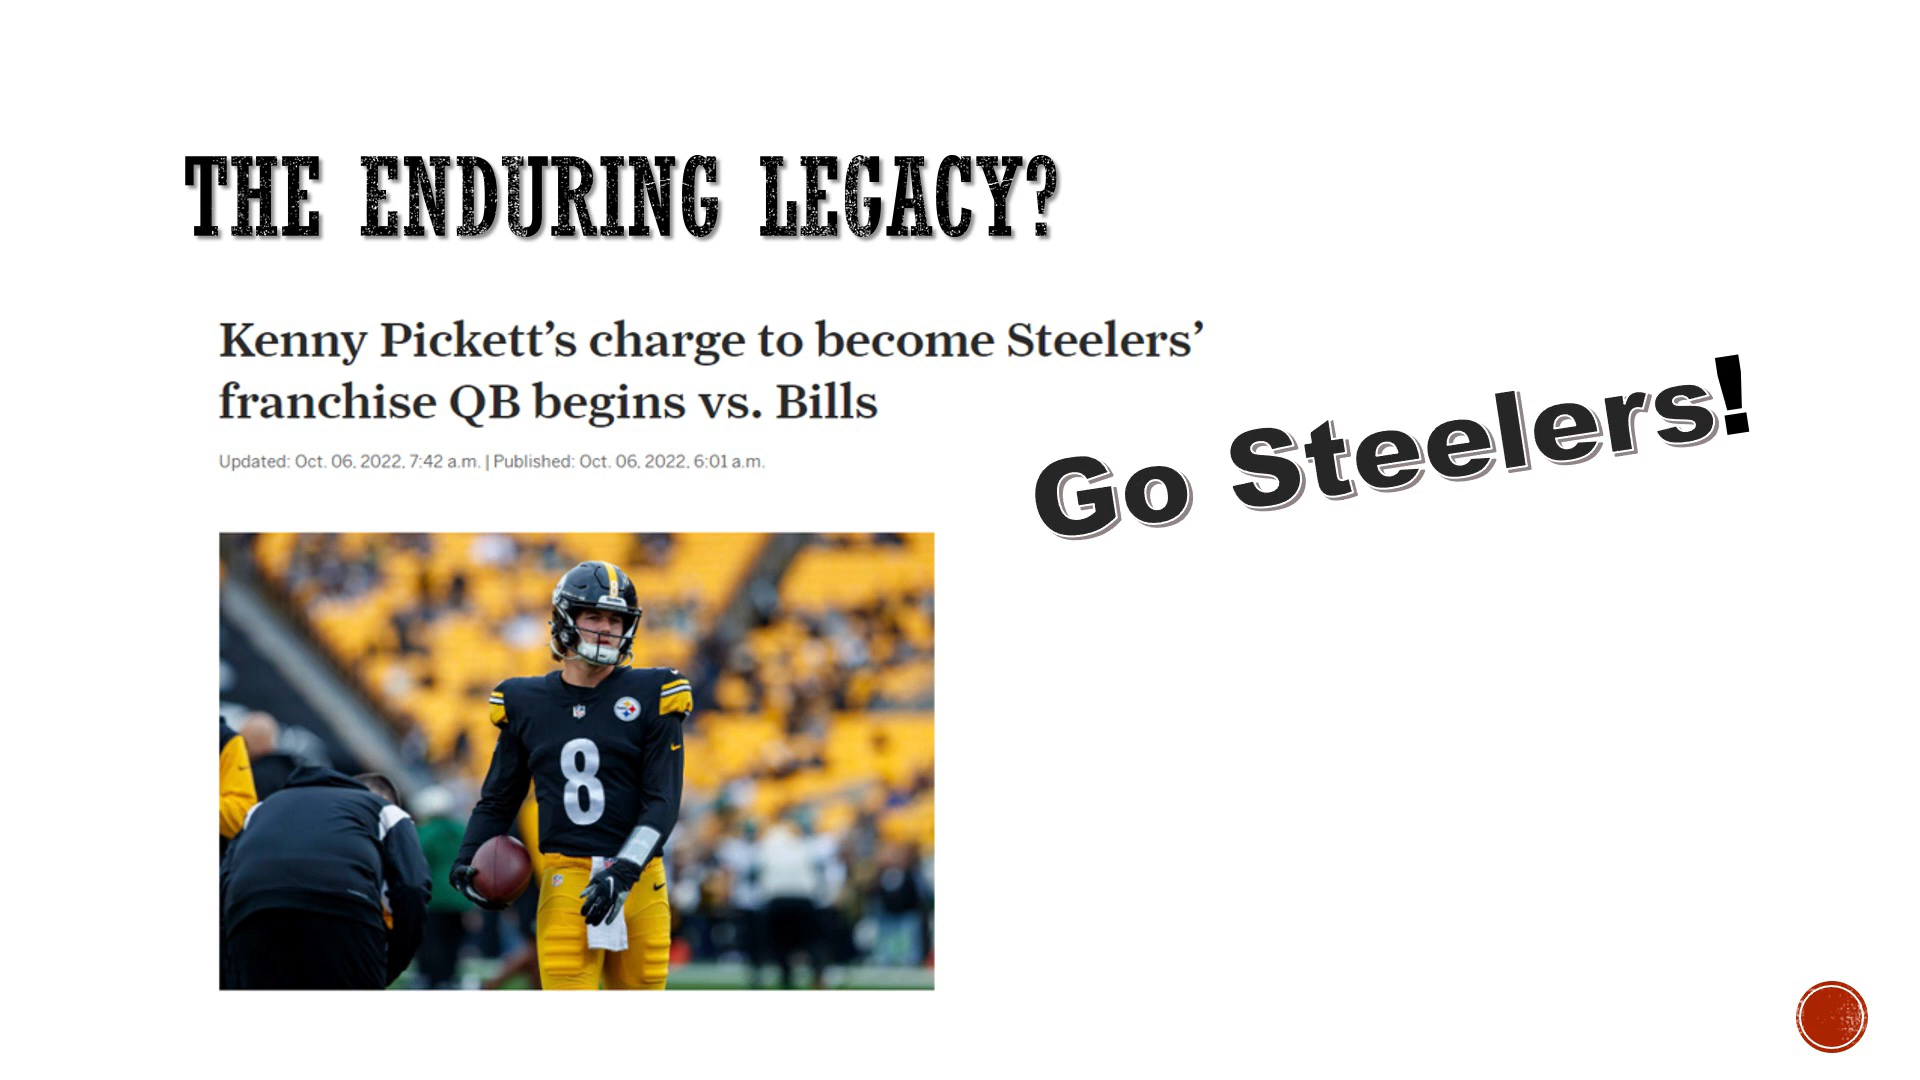 THE ENDURING LEGACY?
Kenny Pickett’s charge to become Steelers’
franchise QB begins vs. Bills
Updated: Oct. 06, 2022, 7:42 a.m. | Published: Oct. 06, 2022, 6:01 a.m.
Go Steelers!
8